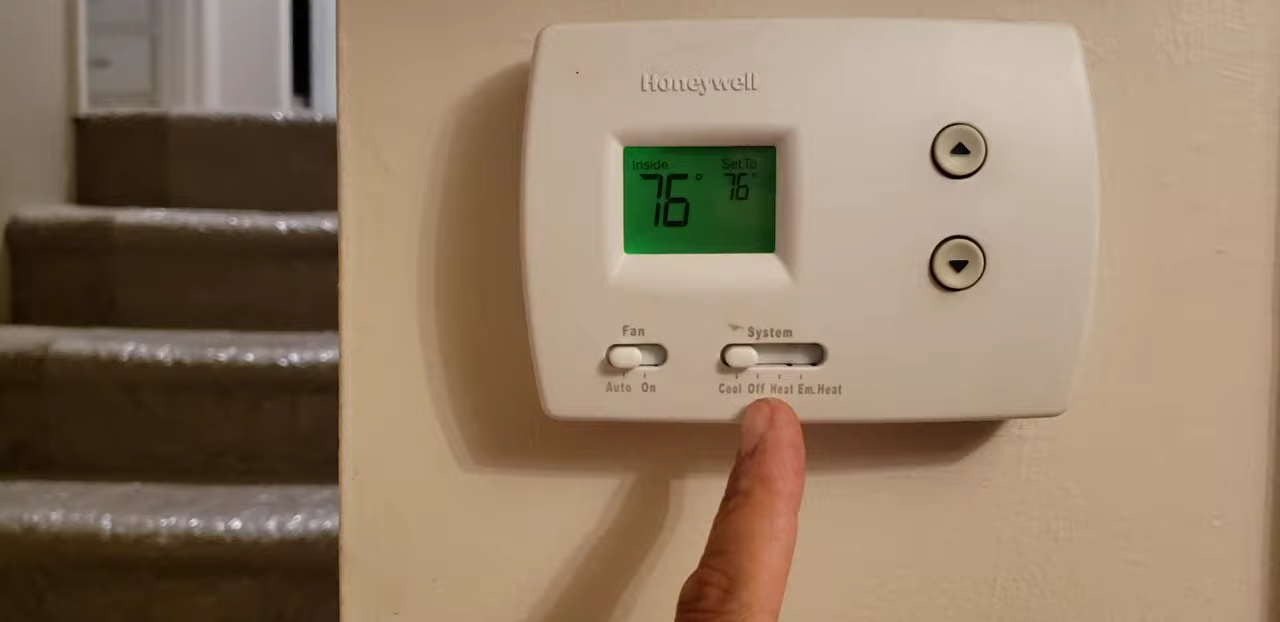 Honeywell
Inside Set To
76° 76°
Fan System
Auto On Cool Off Heat Em. Heat